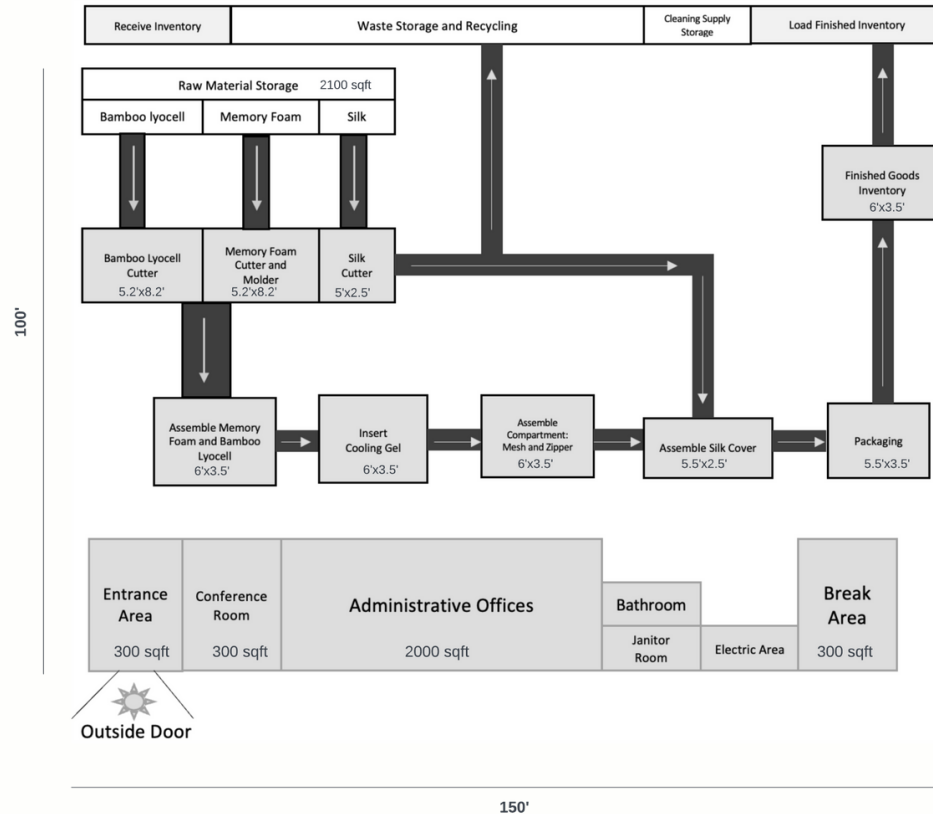 Receive Inventory
Waste Storage and Recycling
Cleaning Supply
Storage
Load Finished Inventory
Raw Material Storage 2100 sqft
Bamboo lyocell
Memory Foam
Silk
Finished Goods
Inventory
6'x3.5'
Bamboo Lyocell
Cutter
5.2'x8.2'
Memory Foam
Cutter and
Molder
5.2'x8.2'
Silk
Cutter
5'x2.5'
100'
Assemble Memory
Foam and Bamboo
Lyocell
6'x3.5'
Insert
Cooling Gel
6'x3.5'
Assemble
Compartment:
Mesh and Zipper
6'x3.5'
Assemble Silk Cover
5.5'x2.5'
Packaging
5.5'x3.5'
Entrance
Area
300 sqft
Conference
Room
300 sqft
Administrative Offices
2000 sqft
Bathroom
Janitor
Room
Electric Area
Break
Area
300 sqft
Outside Door
150'